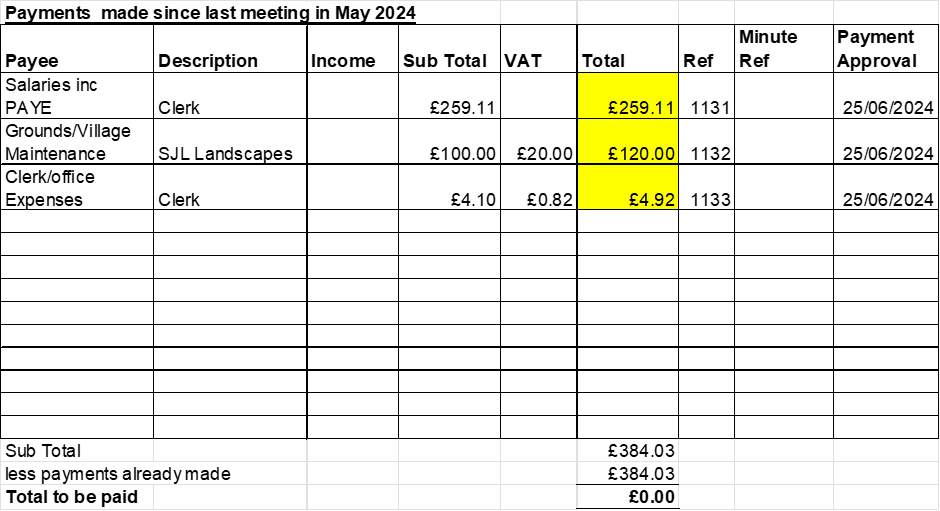 Payments  made since last meeting in May 2024
Payee Description Income Sub Total VAT Total Ref Minute Ref Payment Approval
Salaries inc PAYE Clerk £259.11 £259.11 1131 25/06/2024
Grounds/Village Maintenance SJL Landscapes £100.00 £20.00 £120.00 1132 25/06/2024
Clerk/office Expenses Clerk £4.10 £0.82 £4.92 1133 25/06/2024
Sub Total £384.03
less payments already made £384.03
Total to be paid £0.00